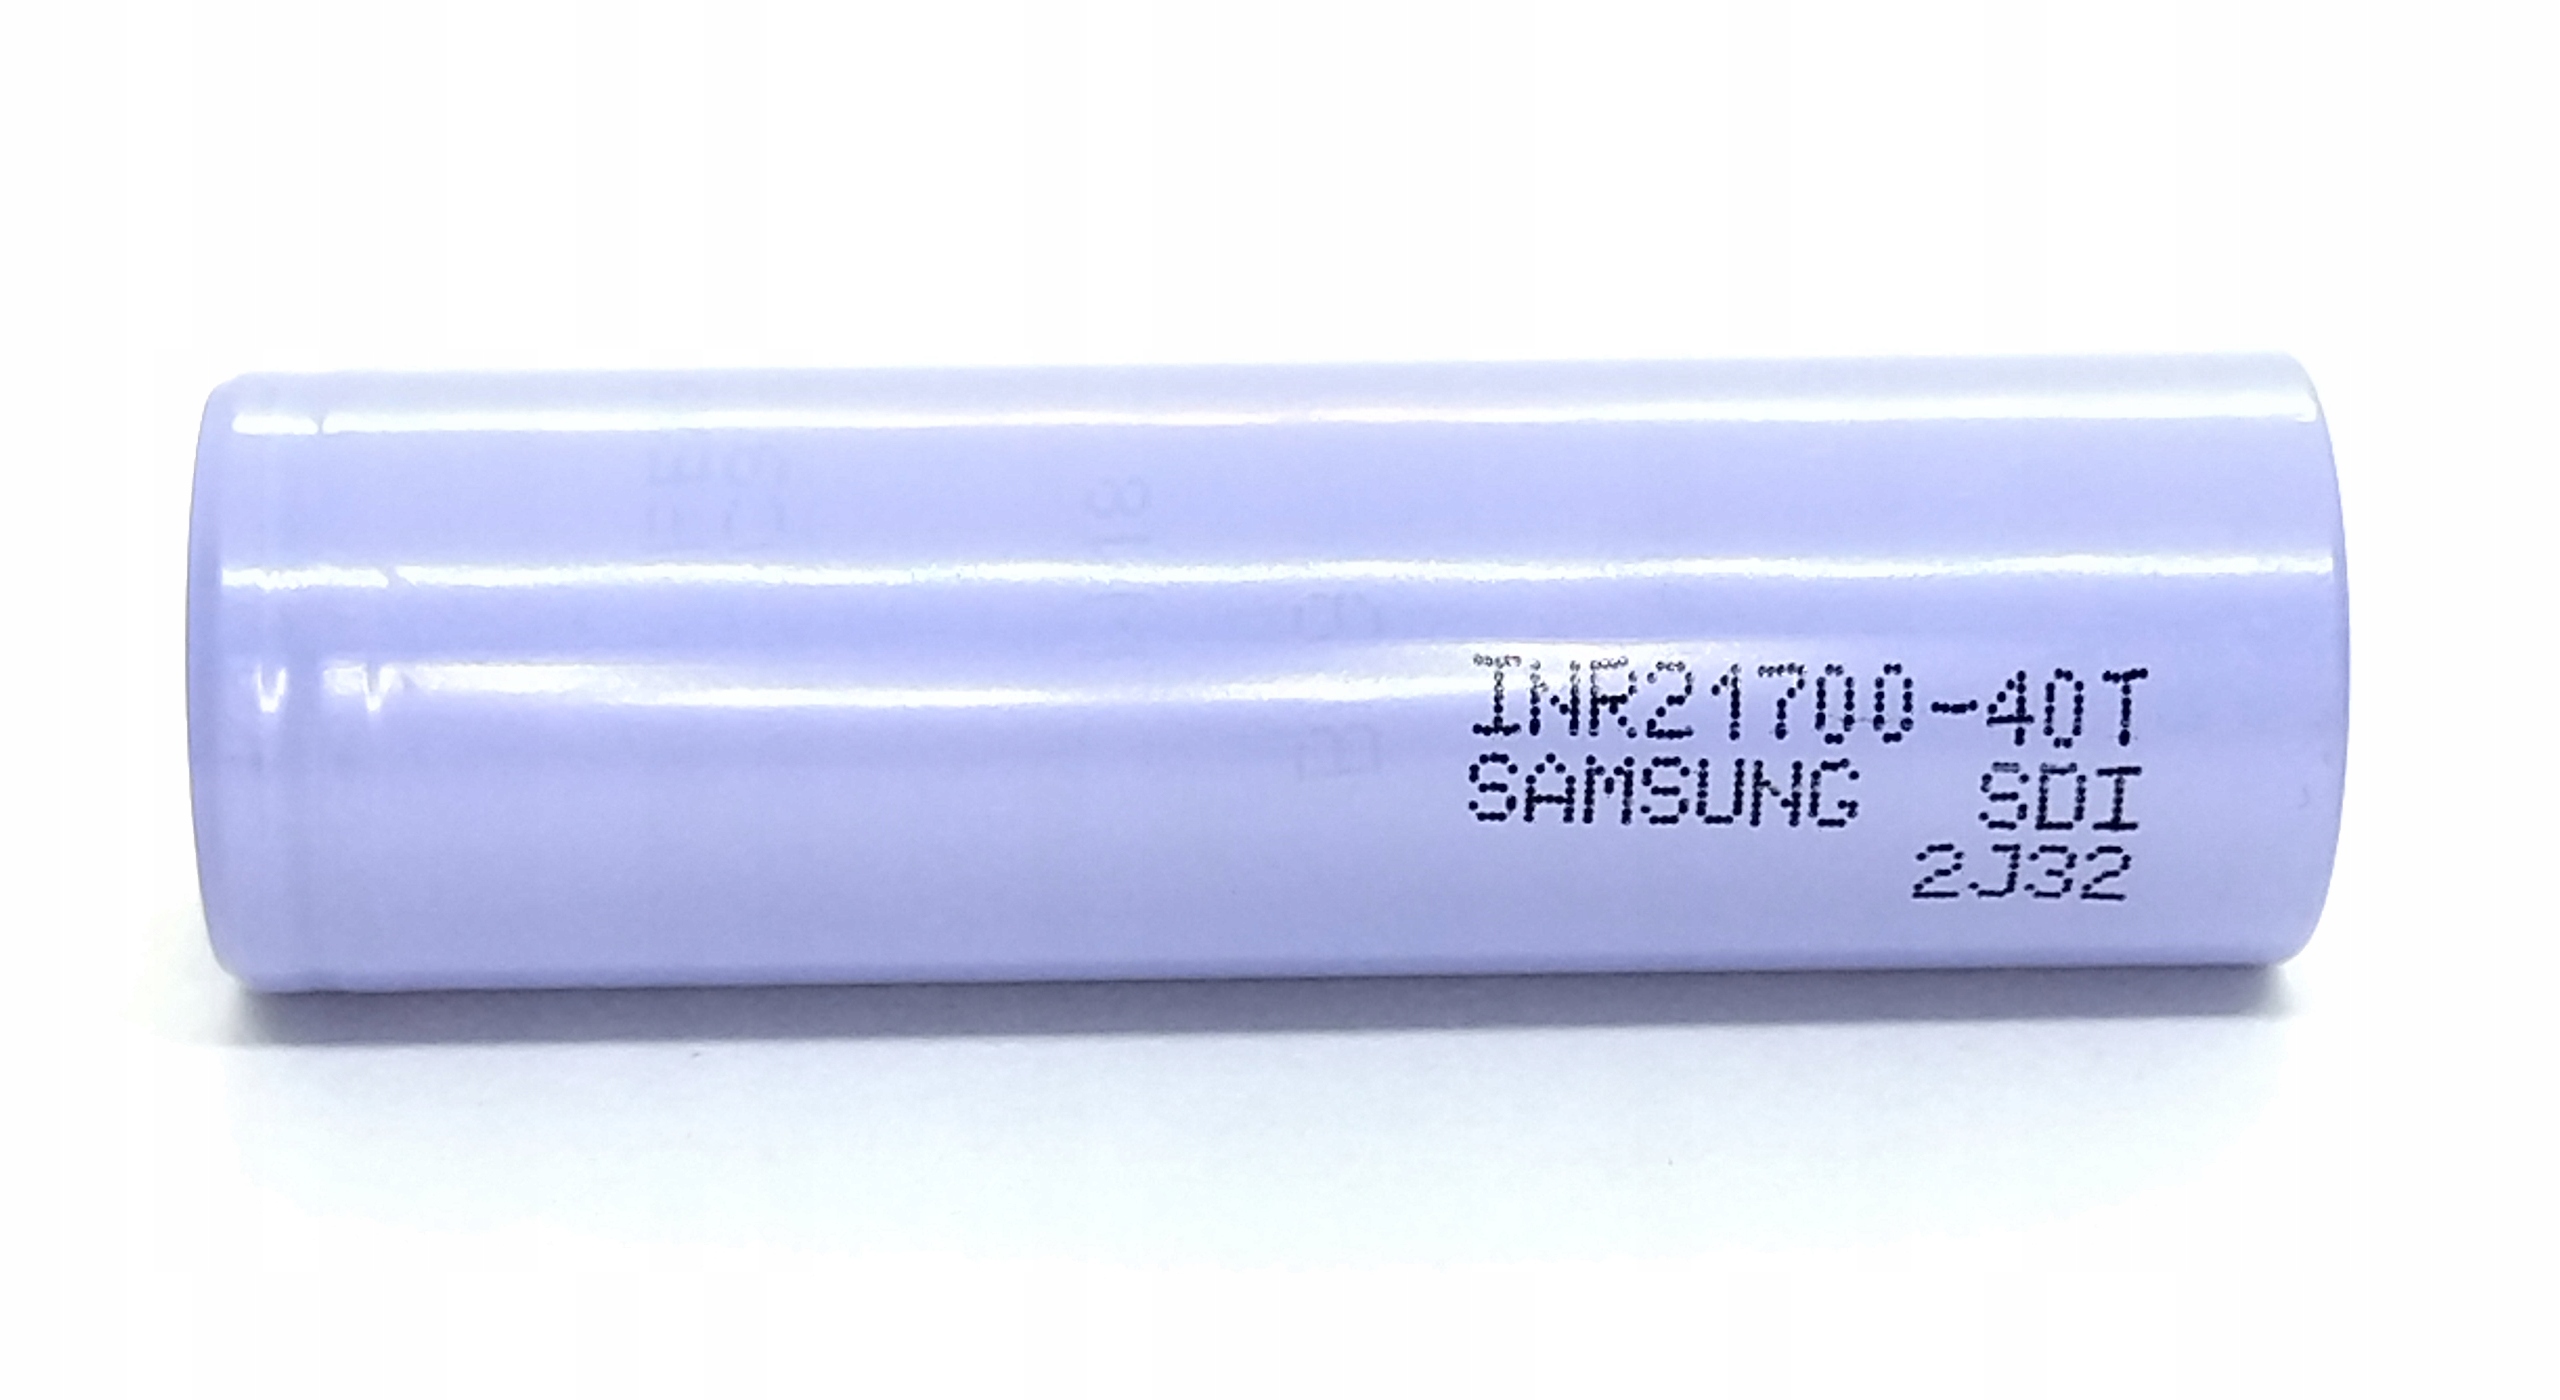 INR21700-40T
SAMSUNG SDI
2J32